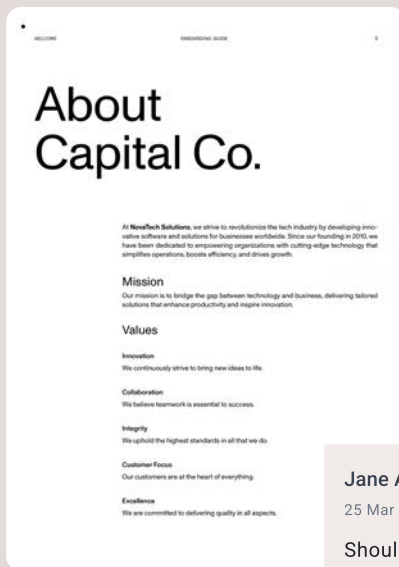 WELCOME
ONBOARDING GUIDE
About
Capital Co.
At NovaTech Solutions, we strive to revolutionize the tech industry by developing inno-
vative software and solutions for businesses worldwide. Since our founding in 2010, we
have been dedicated to empowering organizations with cutting-edge technology that
simplifies operations, boosts efficiency, and drives growth.
Mission
Our mission is to bridge the gap between technology and business, delivering tailored
solutions that enhance productivity and inspire innovation.
Values
Innovation
We continuously strive to bring new ideas to life.
Collaboration
We believe teamwork is essential to success.
Integrity
We uphold the highest standards in all that we do.
Customer Focus
Our customers are at the heart of everything.
Excellence
We are committed to delivering quality in all aspects.
Jane A
25 Mar
Shoul